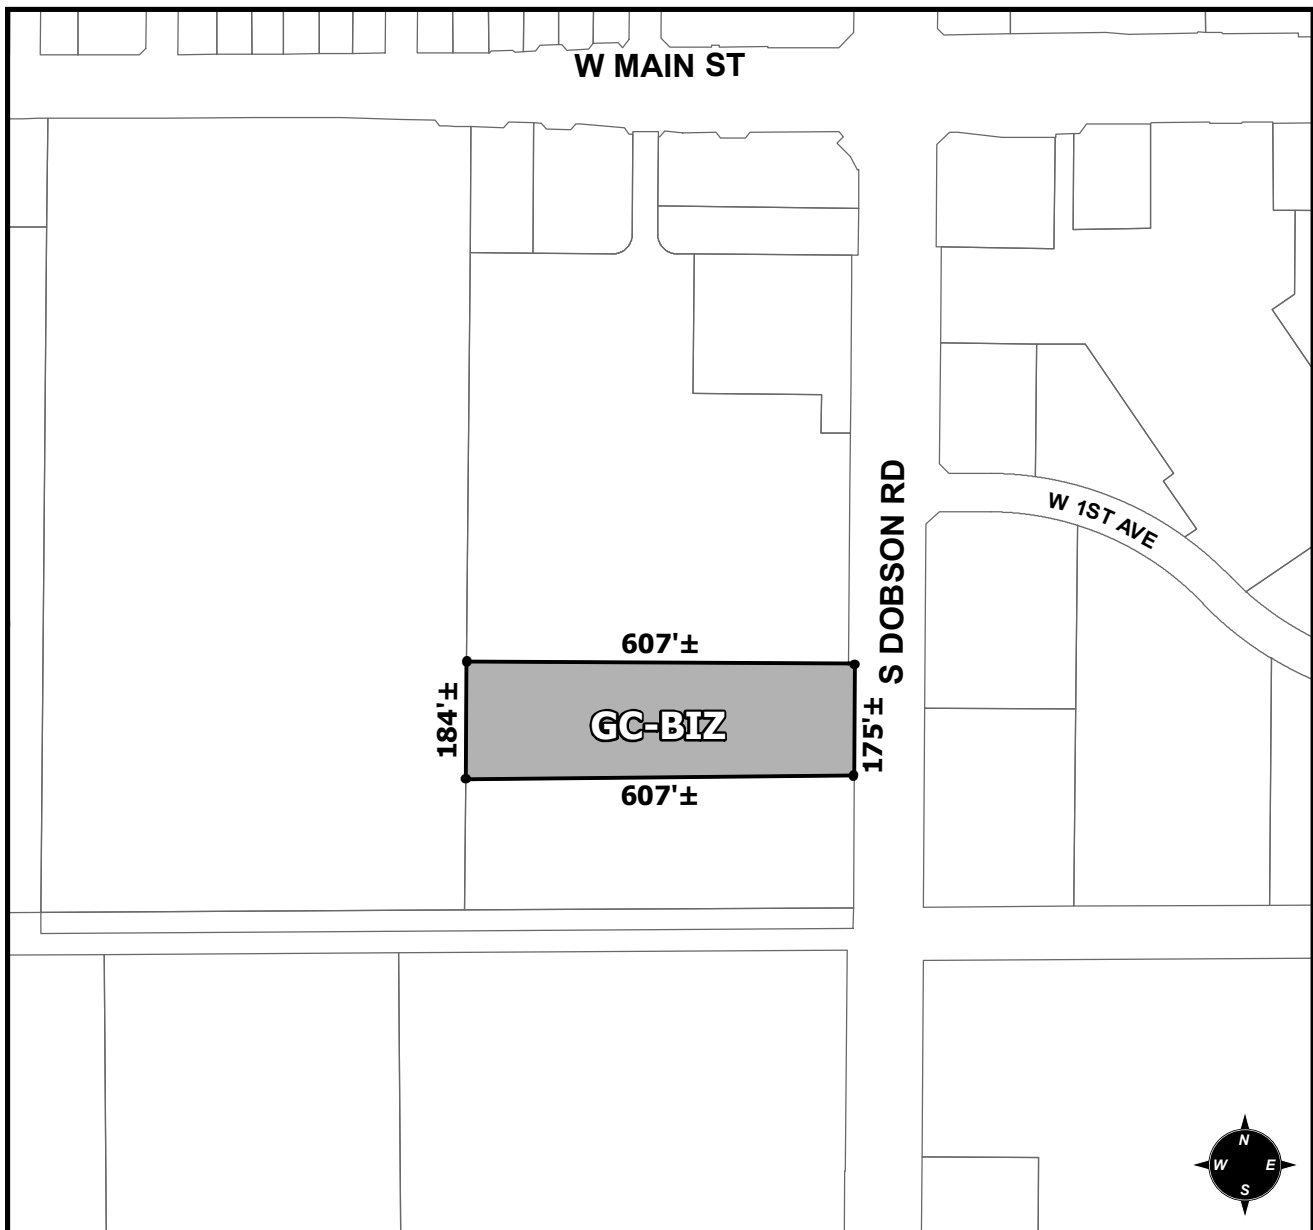 W MAIN ST
S DOBSON RD
W 1ST AVE
607'±
184'±
GC-BIZ
175'±
607'±
N
W E
S